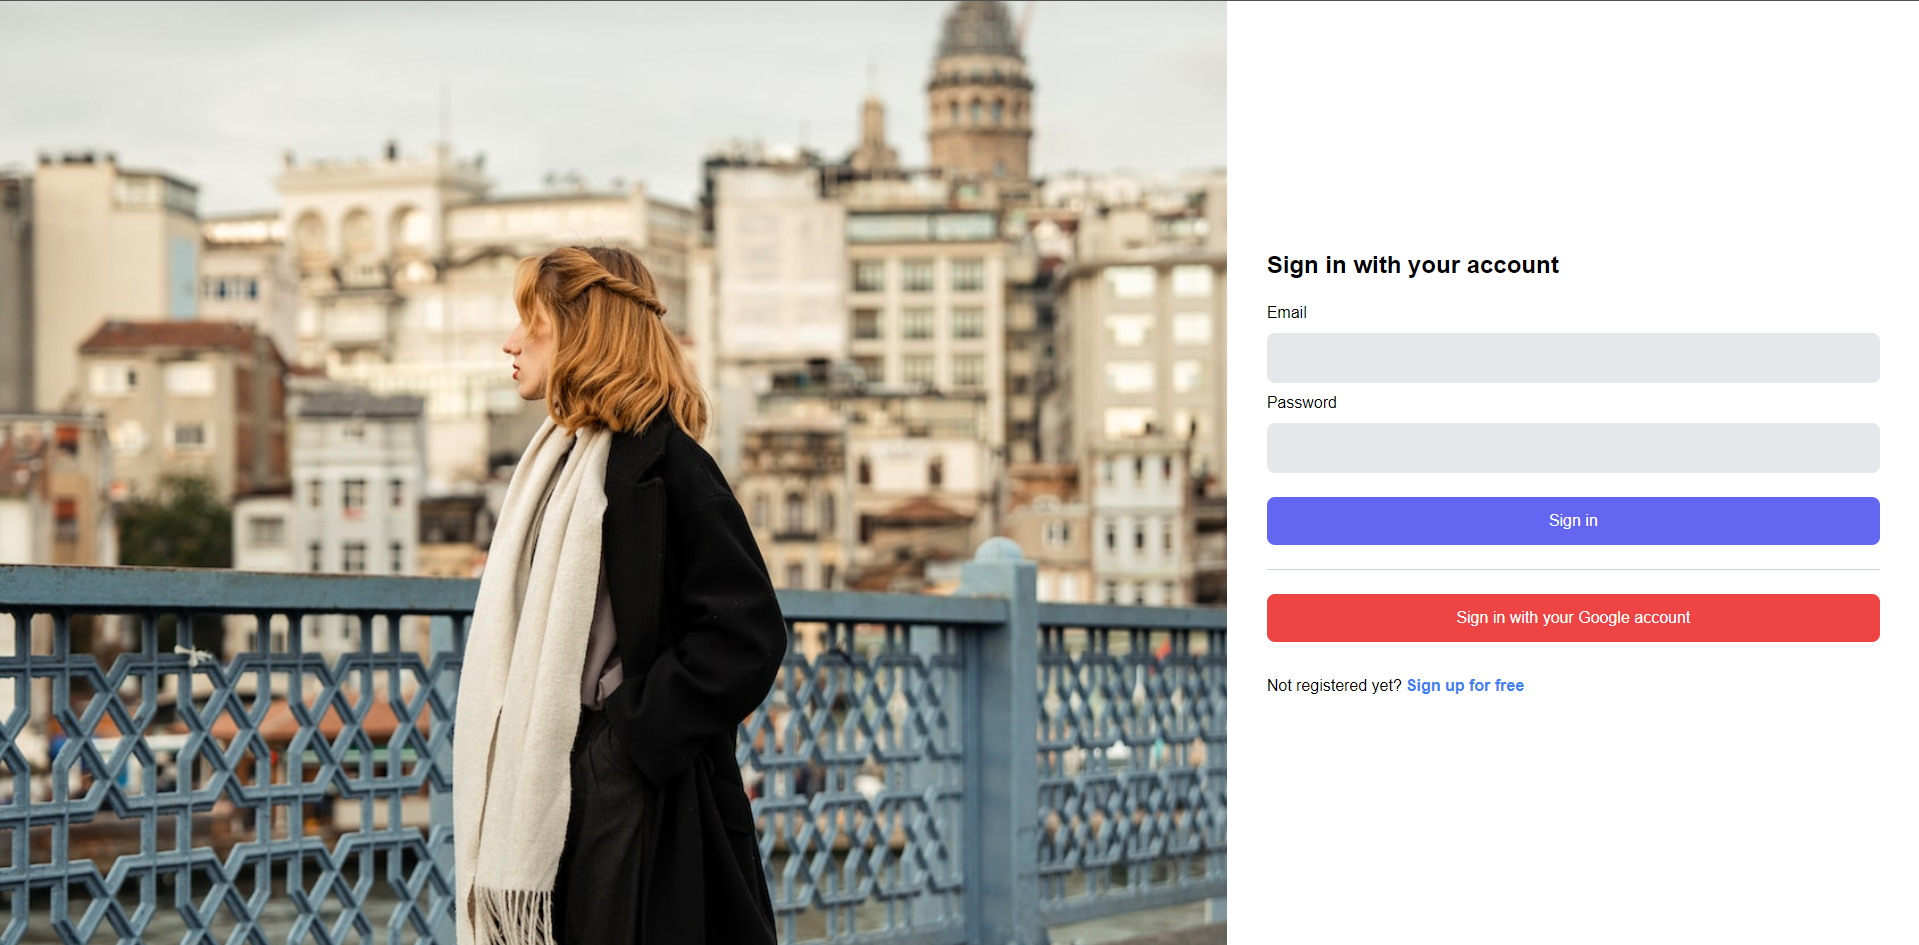 Sign in with your account
Email
Password
Sign in
Sign in with your Google account
Not registered yet? Sign up for free